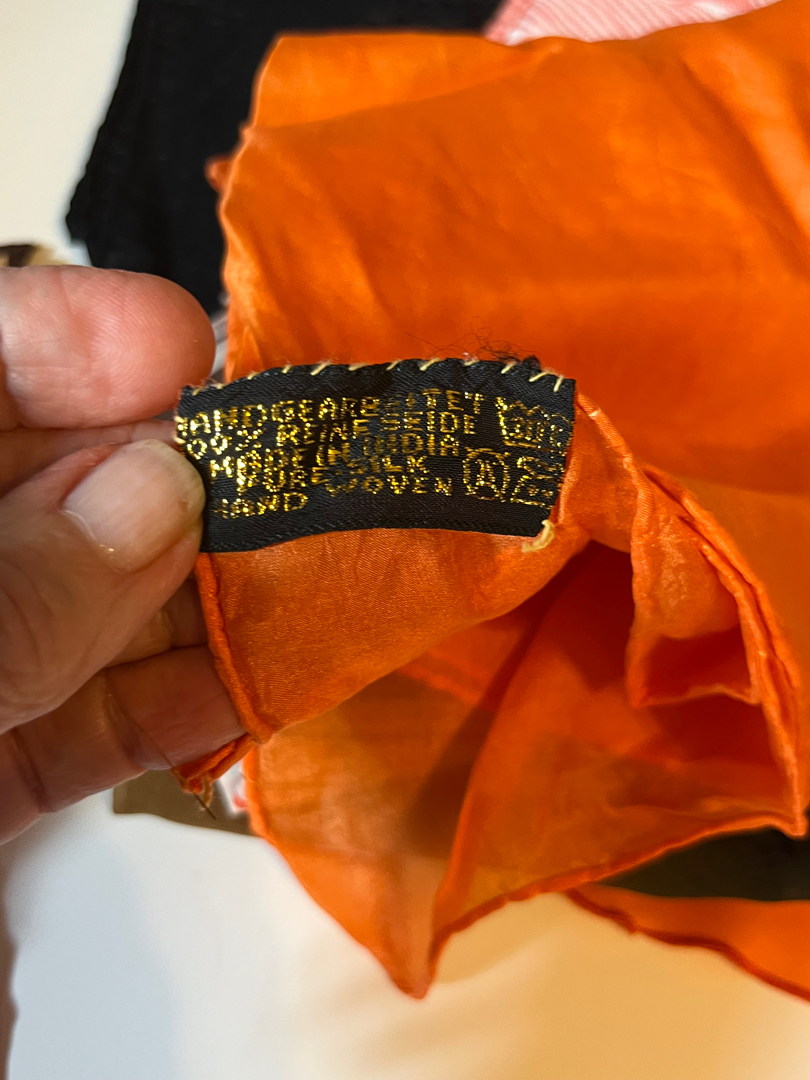 HANDGEARBEITET
100% REINE SEIDE
MADE IN INDIA
PURE SILK
HAND WOVEN A